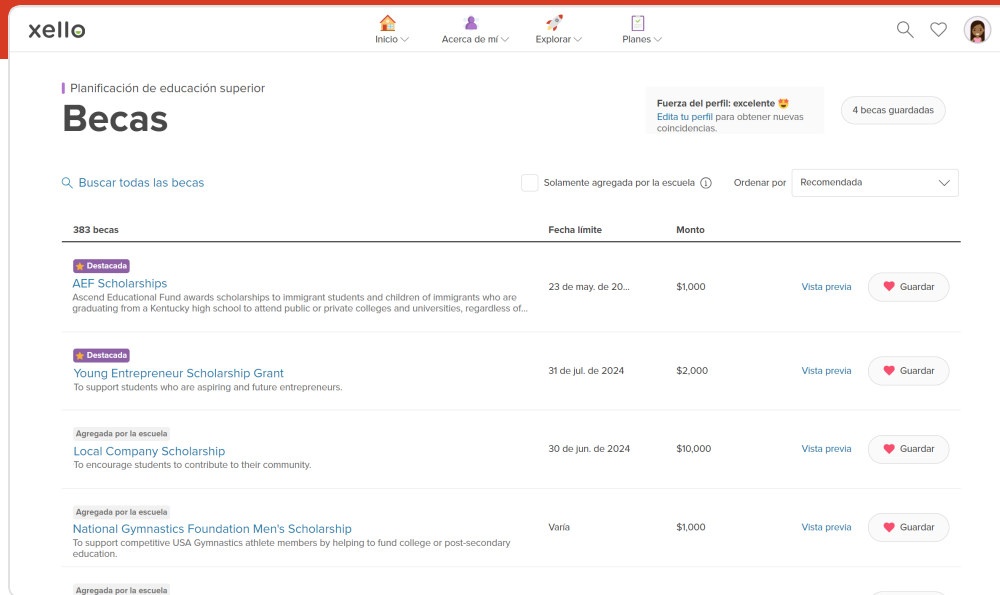 xello
Inicio
Acerca de mí
Explorar
Planes
Planificación de educación superior
Becas
Fuerza del perfil: excelente
Edita tu perfil para obtener nuevas
coincidencias.
4 becas guardadas
Buscar todas las becas
Solamente agregada por la escuela
Ordenar por
Recomendada
383 becas
Fecha límite
Monto
Destacada
AEF Scholarships
Ascend Educational Fund awards scholarships to immigrant students and children of immigrants who are
graduating from a Kentucky high school to attend public or private colleges and universities, regardless of...
23 de may. de 20...
$1,000
Vista previa
Guardar
Destacada
Young Entrepreneur Scholarship Grant
To support students who are aspiring and future entrepreneurs.
31 de jul. de 2024
$2,000
Vista previa
Guardar
Agregada por la escuela
Local Company Scholarship
To encourage students to contribute to their community.
30 de jun. de 2024
$10,000
Vista previa
Guardar
Agregada por la escuela
National Gymnastics Foundation Men's Scholarship
To support competitive USA Gymnastics athlete members by helping to fund college or post-secondary
education.
Varía
$1,000
Vista previa
Guardar
Agregada por la escuela